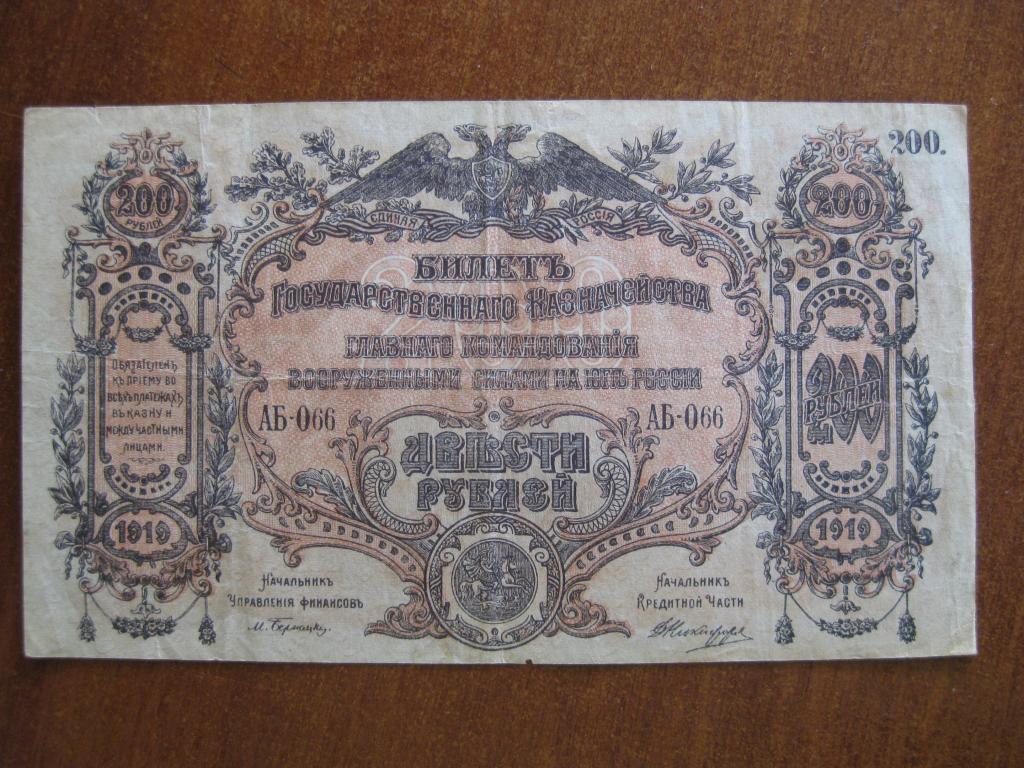 200.
200
РУБЛЕЙ
200
ЕДИНАЯ РОССІЯ
БИЛЕТЪ
ГОСУДАРСТВЕННАГО КАЗНАЧЕЙСТВА
ГЛАВНАГО КОМАНДОВАНІЯ
ВООРУЖЕННЫМИ СИЛАМИ НА ЮГѢ РОССІИ
АБ-066 АБ-066
ДВѢСТИ
РУБЛЕЙ
ОБЯЗАТЕЛЕНЪ
КЪ ПРІЕМУ ВО
ВСѢХЪ ПЛАТЕЖАХЪ
ВЪ КАЗНУ И
МЕЖДУ ЧАСТНЫМИ
ЛИЦАМИ.
200
РУБЛЕЙ
1919
1919
НАЧАЛЬНИКЪ
УПРАВЛЕНІЯ ФИНАНСОВЪ
М. Бернацкій.
НАЧАЛЬНИКЪ
КРЕДИТНОЙ ЧАСТИ